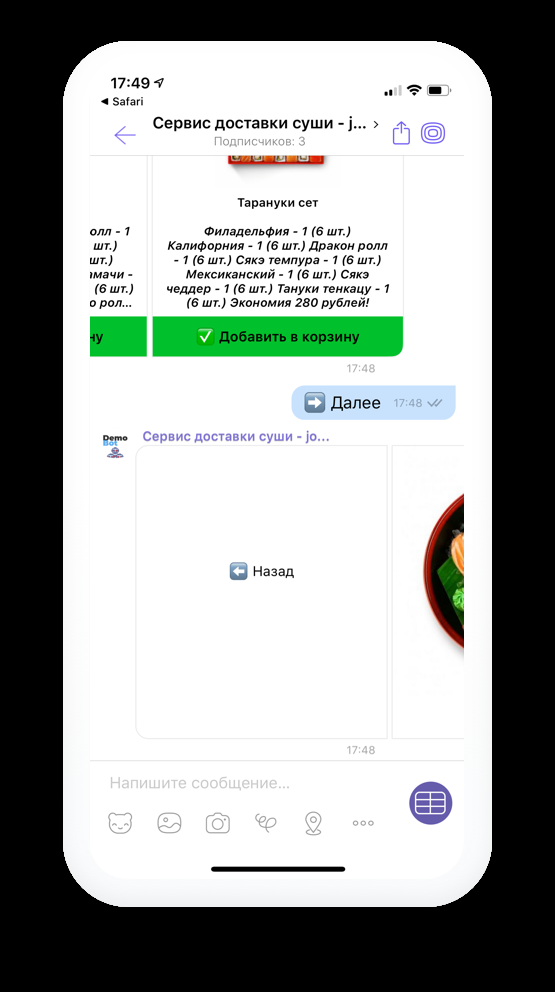 17:49
Safari
Сервис доставки суши - j...
Подписчиков: 3
Тарануки сет
олл - 1
шт.)
шт.)
амачи -
(6 шт.)
о рол...
Филадельфия - 1 (6 шт.)
Калифорния - 1 (6 шт.) Дракон ролл
- 1 (6 шт.) Сякэ темпура - 1 (6 шт.)
Мексиканский - 1 (6 шт.) Сякэ
чеддер - 1 (6 шт.) Тануки тенкацу - 1
(6 шт.) Экономия 280 рублей!
ну
Добавить в корзину
17:48
Далее 17:48
Demo
Bot
Сервис доставки суши - jo...
Назад
17:48
Напишите сообщение...